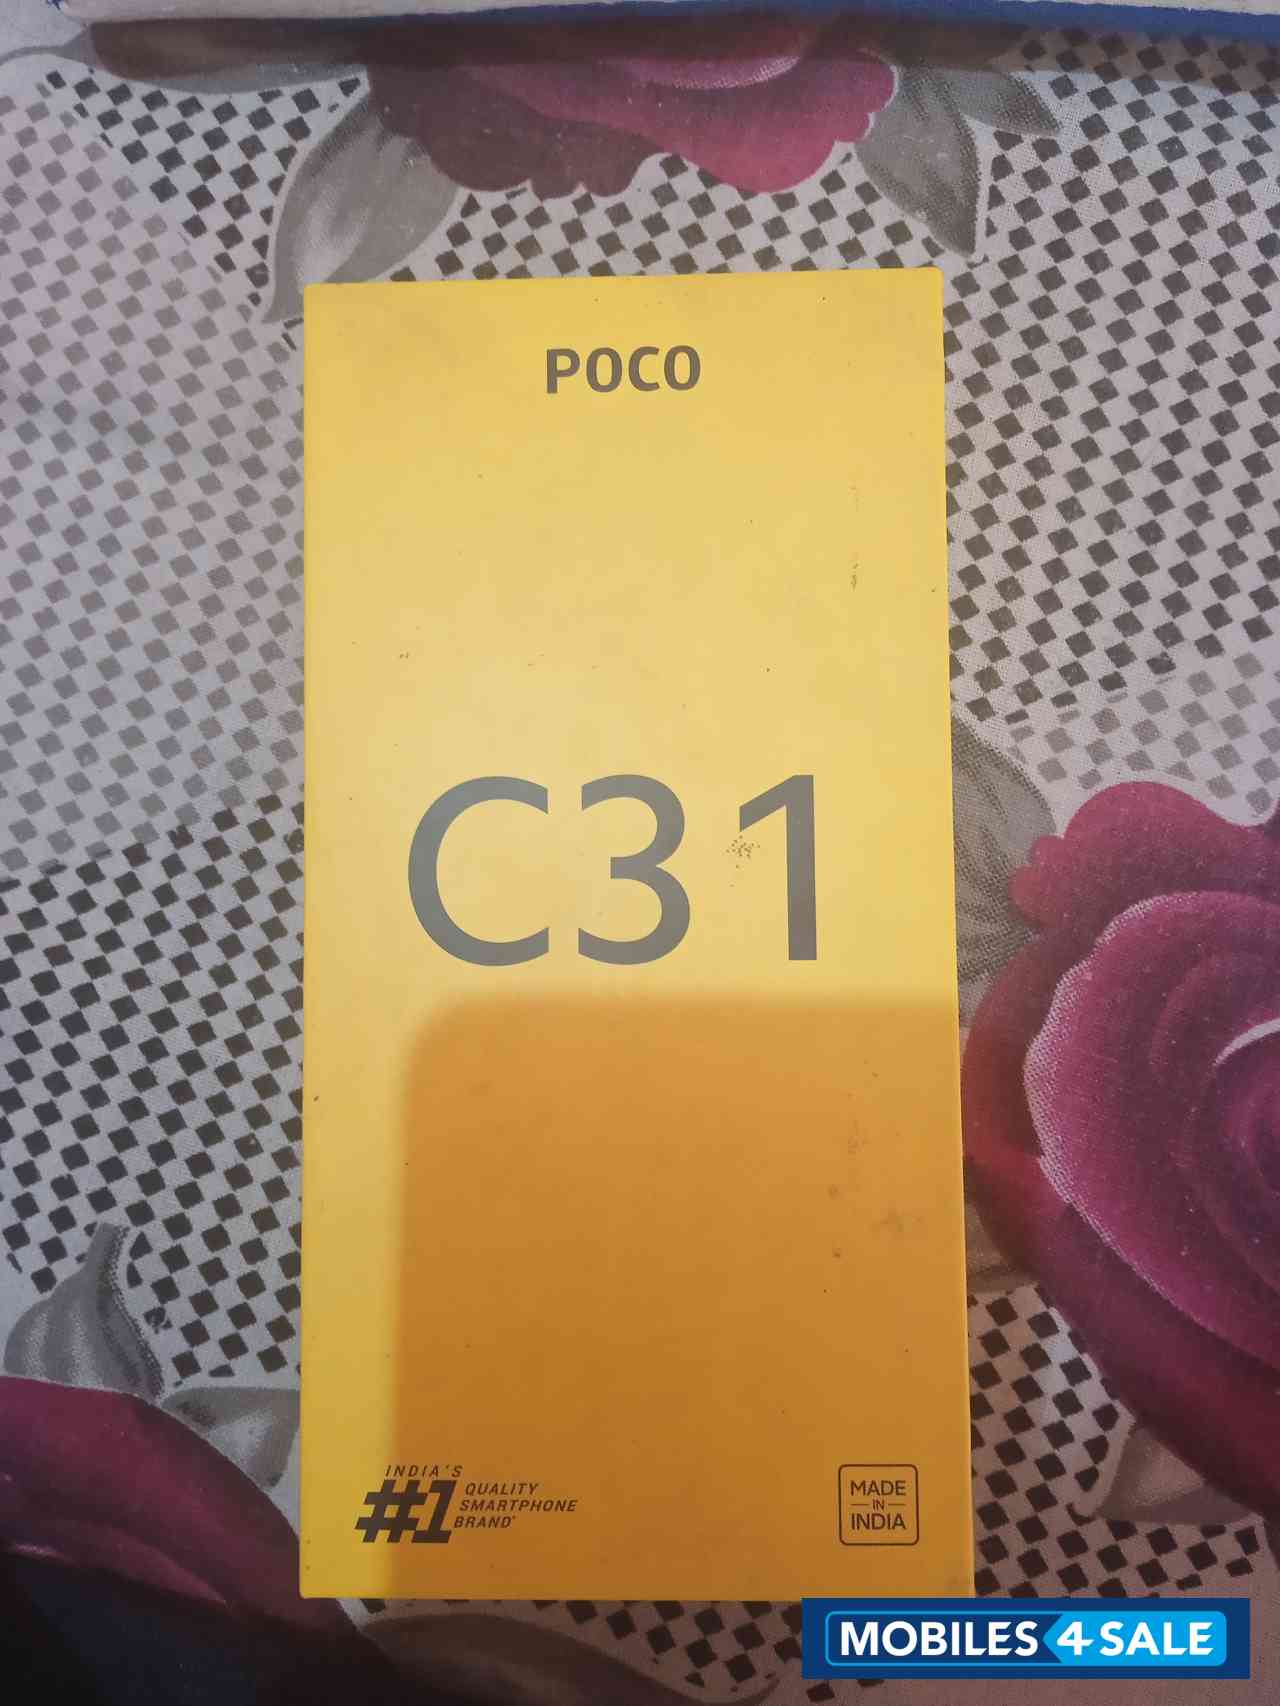 POCO
C31
INDIA'S
#1 QUALITY
SMARTPHONE
BRAND*
MADE
IN
INDIA
MOBILES 4 SALE